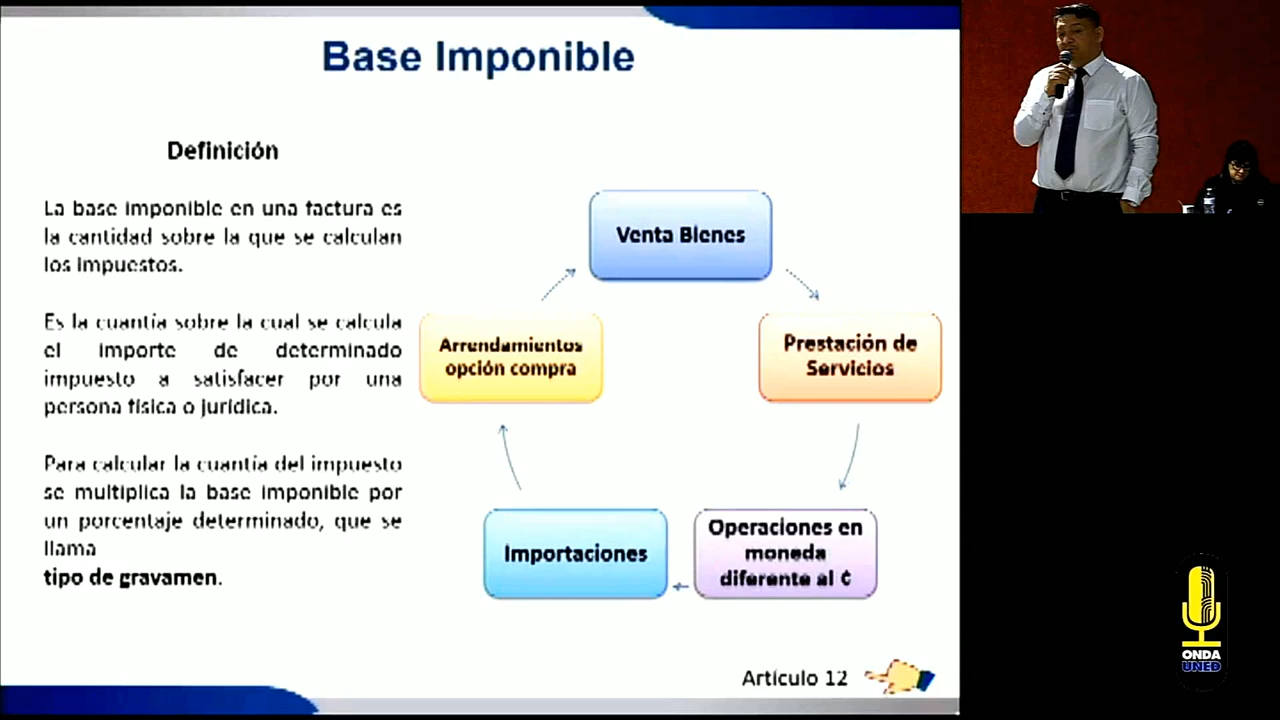 Base Imponible
Definición
La base imponible en una factura es
la cantidad sobre la que se calculan
los impuestos.
Es la cuantía sobre la cual se calcula
el importe de determinado
impuesto a satisfacer por una
persona física o jurídica.
Para calcular la cuantía del impuesto
se multiplica la base imponible por
un porcentaje determinado, que se
llama
tipo de gravamen.
Venta Bienes
Prestación de
Servicios
Operaciones en
moneda
diferente al ₡
Importaciones
Arrendamientos
opción compra
Artículo 12
ONDA
UNED